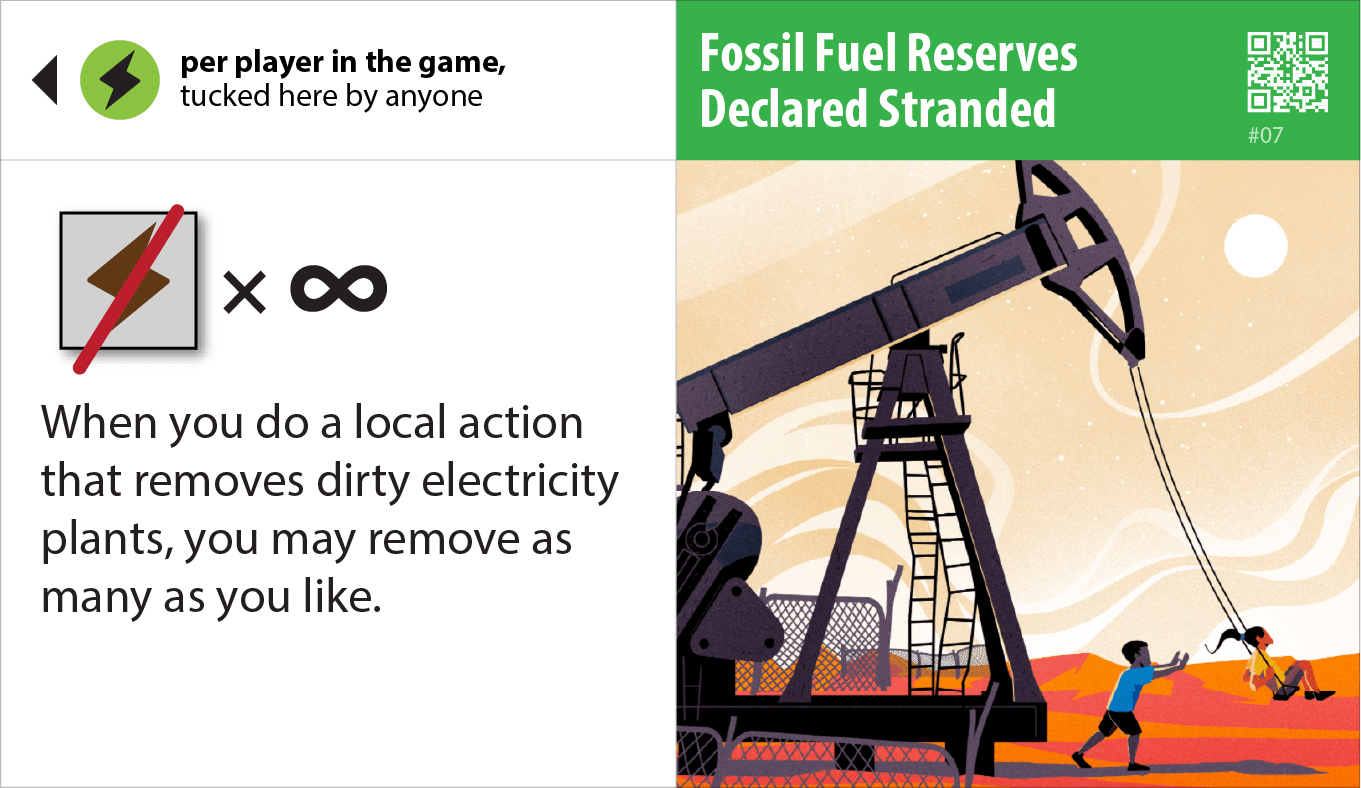 per player in the game,
tucked here by anyone
Fossil Fuel Reserves
Declared Stranded
#07
× ∞
When you do a local action
that removes dirty electricity
plants, you may remove as
many as you like.